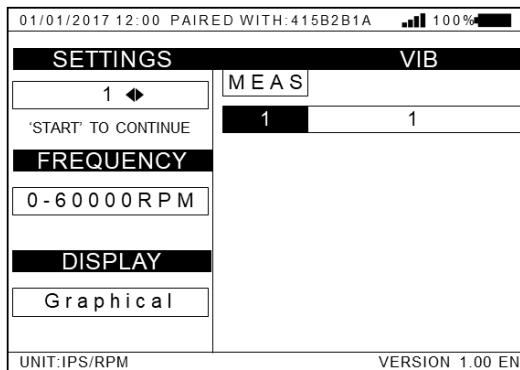 01/01/2017 12:00 PAIRED WITH:415B2B1A 100%
SETTINGS VIB
1
MEAS
'START' TO CONTINUE
1 1
FREQUENCY
0-60000RPM
DISPLAY
Graphical
UNIT:IPS/RPM VERSION 1.00 EN